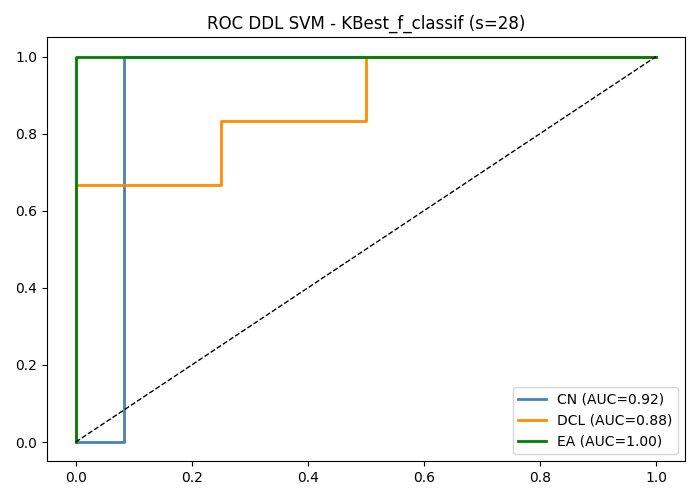 ROC DDL SVM - KBest_f_classif (s=28)
1.0
0.8
0.6
0.4
0.2
0.0
CN (AUC=0.92)
DCL (AUC=0.88)
EA (AUC=1.00)
0.0 0.2 0.4 0.6 0.8 1.0